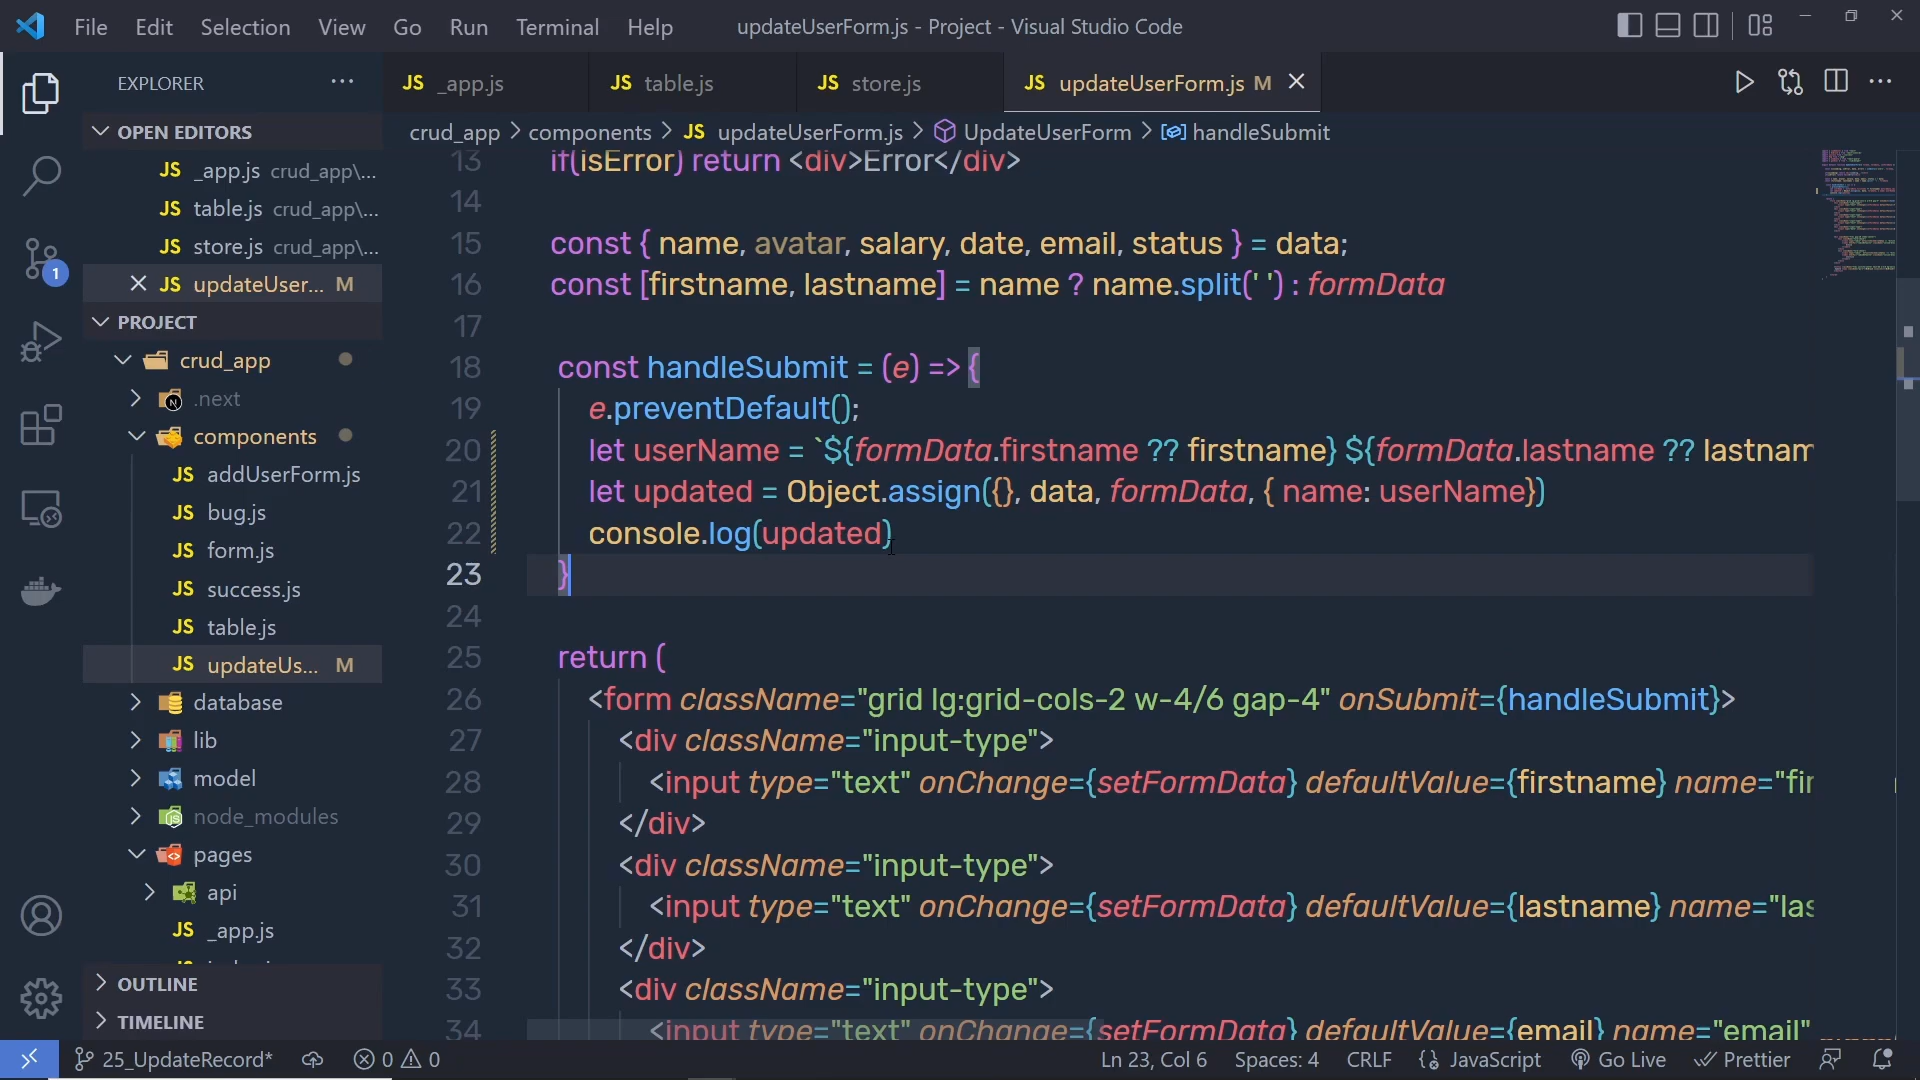 File Edit Selection View Go Run Terminal Help updateUserForm.js - Project - Visual Studio Code
EXPLORER ···
OPEN EDITORS
JS _app.js crud_app\...
JS table.js crud_app\...
JS store.js crud_app\...
JS updateUser... M
PROJECT
crud_app
.next
components
JS addUserForm.js
JS bug.js
JS form.js
JS success.js
JS table.js
JS updateUs... M
database
lib
model
node_modules
pages
api
JS _app.js
OUTLINE
TIMELINE
1
JS _app.js JS table.js JS store.js JS updateUserForm.js M
crud_app > components > JS updateUserForm.js > UpdateUserForm > handleSubmit
13 if(isError) return <div>Error</div>
14
15 const { name, avatar, salary, date, email, status } = data;
16 const [firstname, lastname] = name ? name.split(' ') : formData
17
18 const handleSubmit = (e) => {
19 e.preventDefault();
20 let userName = `${formData.firstname ?? firstname} ${formData.lastname ?? lastnam
21 let updated = Object.assign({}, data, formData, { name: userName})
22 console.log(updated)
23 }
24
25 return (
26 <form className="grid lg:grid-cols-2 w-4/6 gap-4" onSubmit={handleSubmit}>
27 <div className="input-type">
28 <input type="text" onChange={setFormData} defaultValue={firstname} name="fir
29 </div>
30 <div className="input-type">
31 <input type="text" onChange={setFormData} defaultValue={lastname} name="las
32 </div>
33 <div className="input-type">
34 <input type="text" onChange={setFormData} defaultValue={email} name="email"
25_UpdateRecord* 0 0 Ln 23, Col 6 Spaces: 4 CRLF JavaScript Go Live Prettier